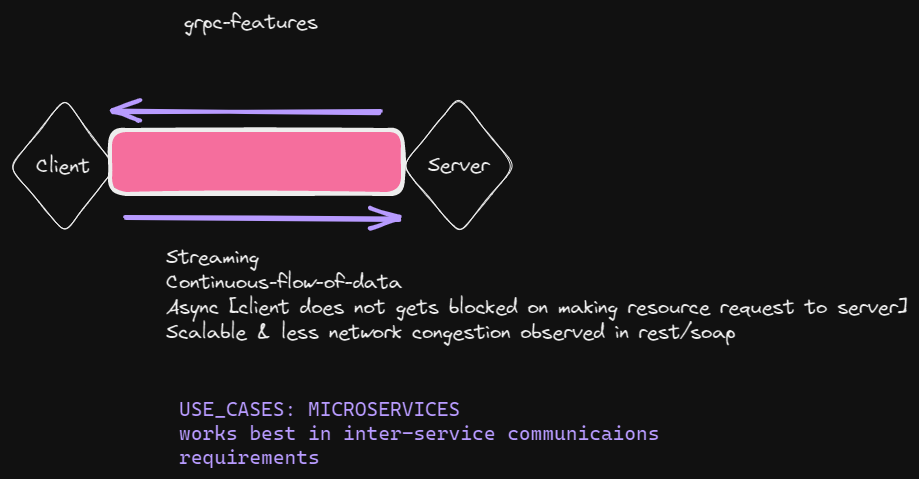 grpc-features
Client
Server
Streaming
Continuous-flow-of-data
Async [client does not gets blocked on making resource request to server]
Scalable & less network congestion observed in rest/soap
USE_CASES: MICROSERVICES
works best in inter-service communicaions
requirements